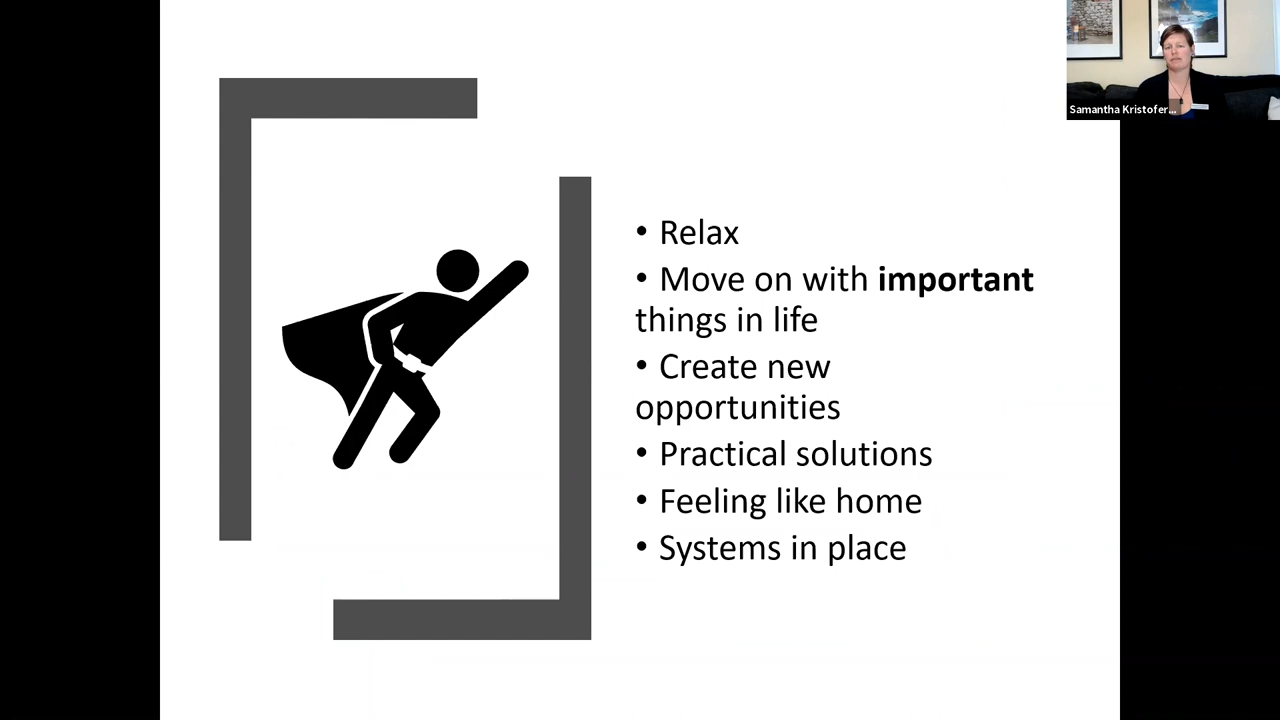 Samantha Kristofer...
• Relax
• Move on with important
things in life
• Create new
opportunities
• Practical solutions
• Feeling like home
• Systems in place